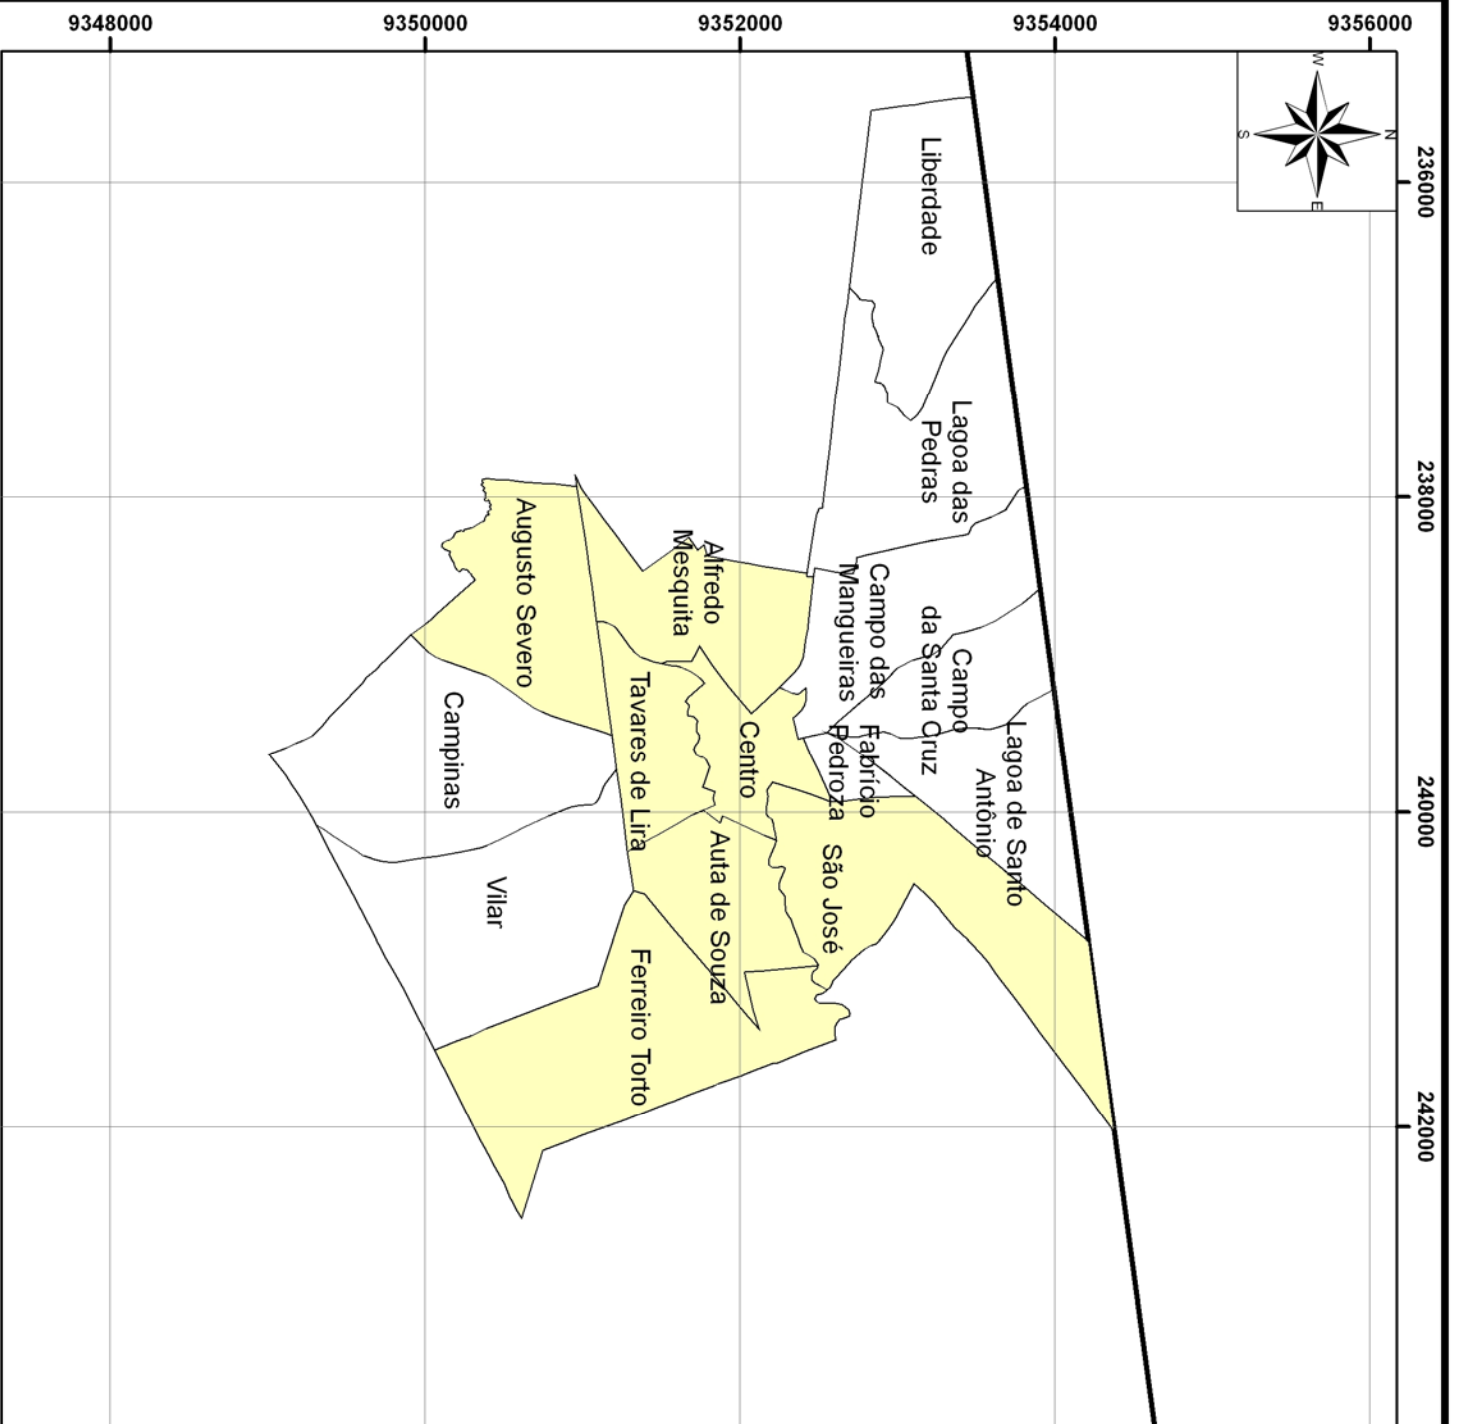 9348000
9350000
9352000
9354000
9356000
W
N
S
E
236000
238000
240000
242000
Liberdade
Lagoa das
Pedras
Campo das
Mangueiras
Campo
da Santa Cruz
Lagoa de Santo
Antônio
Fabrício
Pedroza
Alfredo
Mesquita
Augusto Severo
Tavares de Lira
Centro
São José
Auta de Souza
Campinas
Vilar
Ferreiro Torto